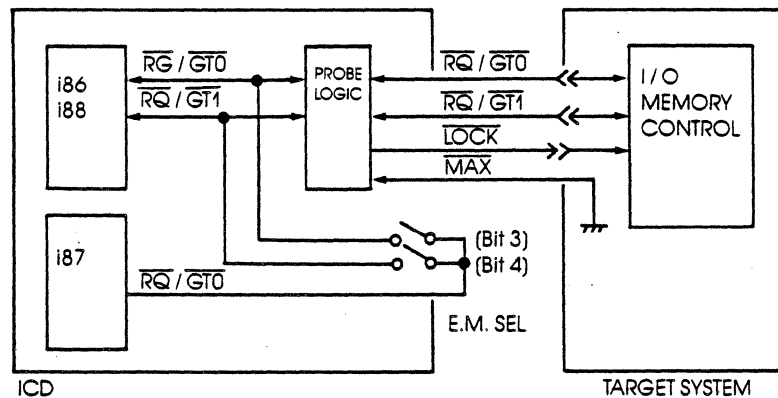 i86
i88
RG / GT0
RQ / GT1
PROBE
LOGIC
RQ / GT0
RQ / GT1
LOCK
MAX
I / O
MEMORY
CONTROL
i87
RQ / GT0
(Bit 3)
(Bit 4)
E.M. SEL
ICD
TARGET SYSTEM